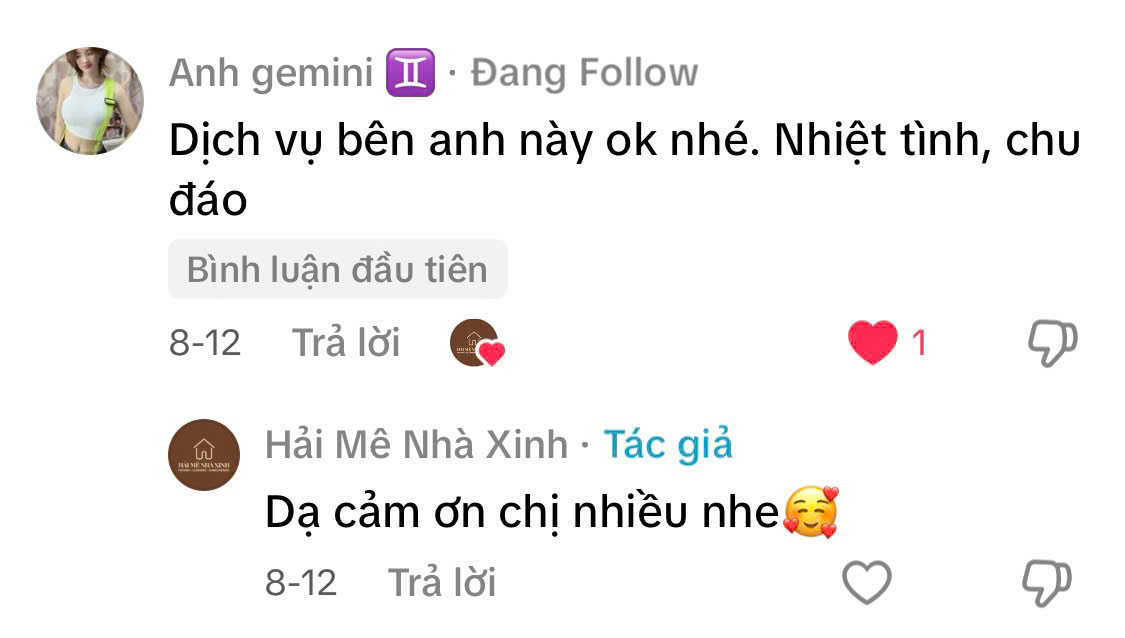 Anh gemini ♊ · Đang Follow
Dịch vụ bên anh này ok nhé. Nhiệt tình, chu
đáo
Bình luận đầu tiên
8-12 Trả lời 1
HẢI MÊ NHÀ XINH
Hải Mê Nhà Xinh · Tác giả
Dạ cảm ơn chị nhiều nhe🥰
8-12 Trả lời